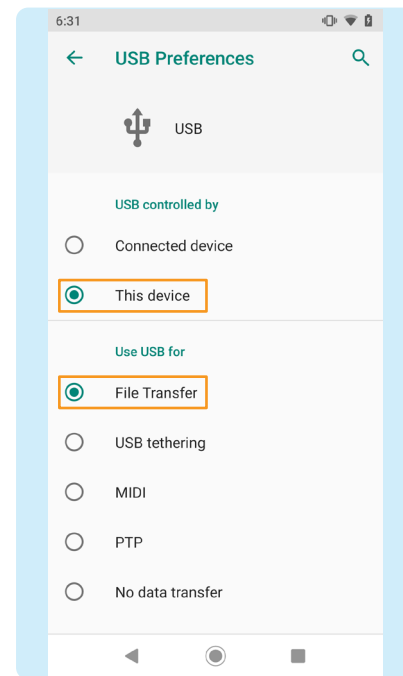 6:31
USB Preferences
USB
USB controlled by
Connected device
This device
Use USB for
File Transfer
USB tethering
MIDI
PTP
No data transfer